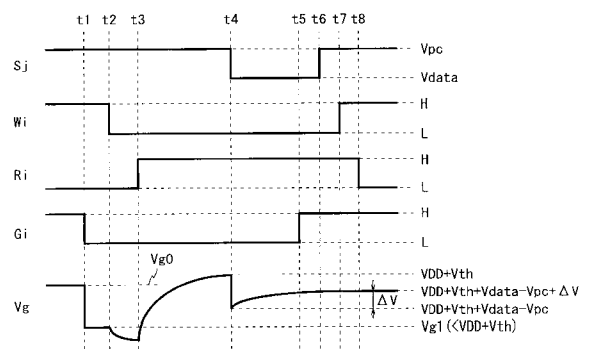 t1 t2 t3 t4 t5 t6 t7 t8
Sj
Vpc
Vdata
Wi
H
L
Ri
H
L
Gi
H
L
Vg
Vg0
VDD+Vth
VDD+Vth+Vdata-Vpc+ΔV
ΔV
VDD+Vth+Vdata-Vpc
Vg1(<VDD+Vth)